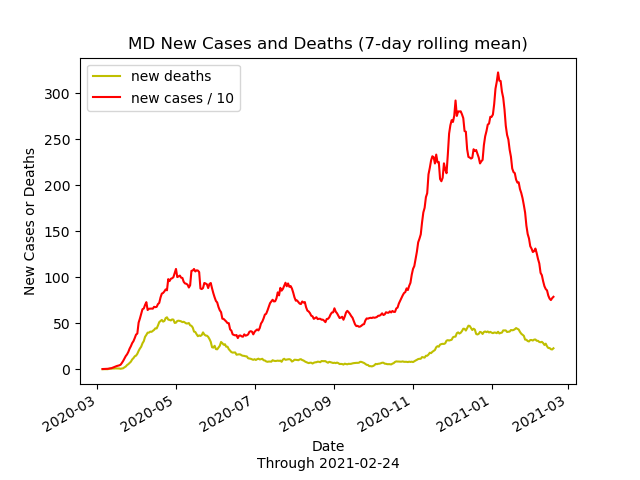 MD New Cases and Deaths (7-day rolling mean)
new deaths
new cases / 10
New Cases or Deaths
300
250
200
150
100
50
0
2020-03
2020-05
2020-07
2020-09
2020-11
2021-01
2021-03
Date
Through 2021-02-24